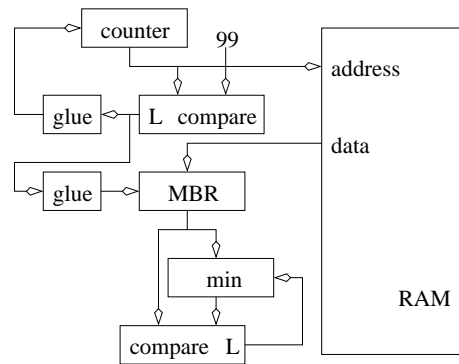 counter
99
address
glue
L compare
data
glue
MBR
min
RAM
compare L